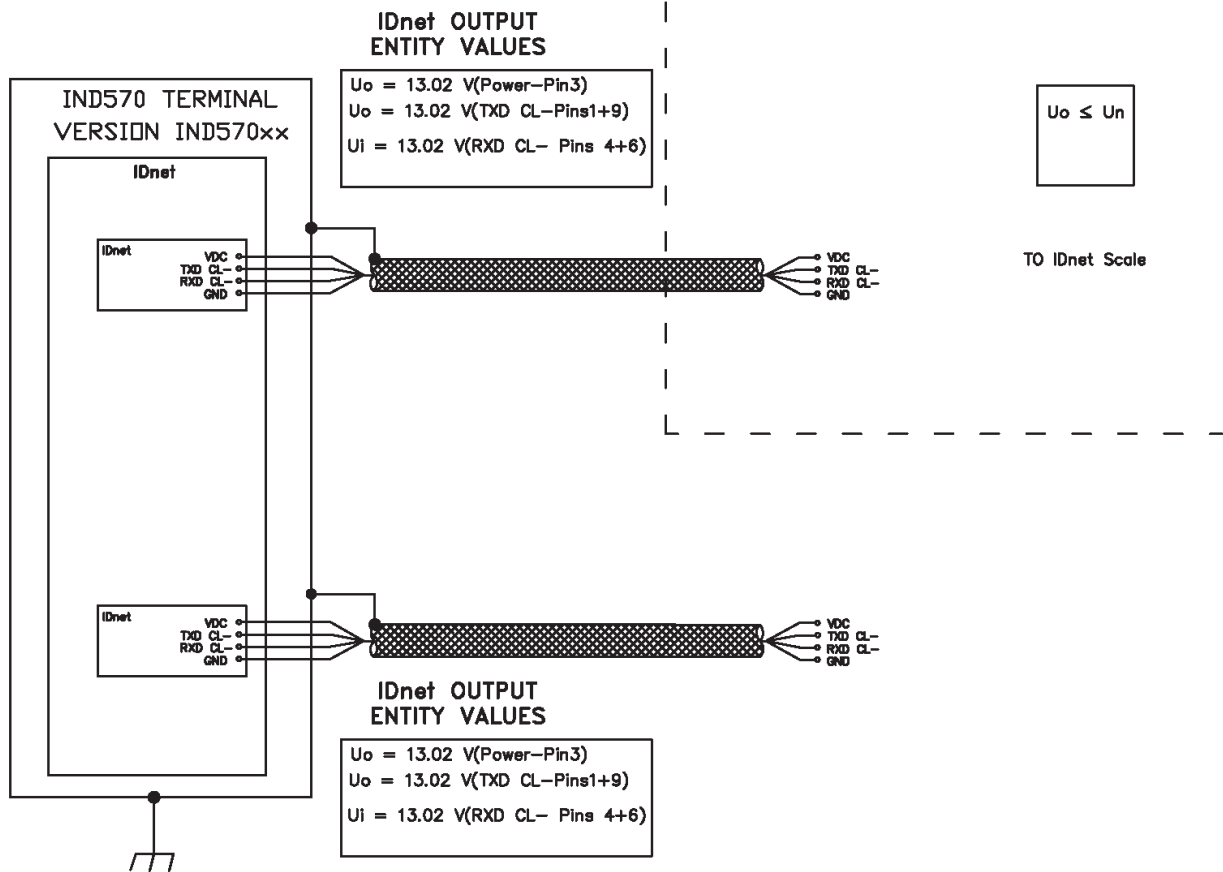 IDnet OUTPUT
ENTITY VALUES
Uo = 13.02 V(Power-Pin3)
Uo = 13.02 V(TXD CL-Pins1+9)
Ui = 13.02 V(RXD CL- Pins 4+6)
IND570 TERMINAL
VERSION IND570xx
IDnet
IDnet
VDC
TXD CL-
RXD CL-
GND
VDC
TXD CL-
RXD CL-
GND
Uo ≤ Un
TO IDnet Scale
IDnet
VDC
TXD CL-
RXD CL-
GND
VDC
TXD CL-
RXD CL-
GND
IDnet OUTPUT
ENTITY VALUES
Uo = 13.02 V(Power-Pin3)
Uo = 13.02 V(TXD CL-Pins1+9)
Ui = 13.02 V(RXD CL- Pins 4+6)